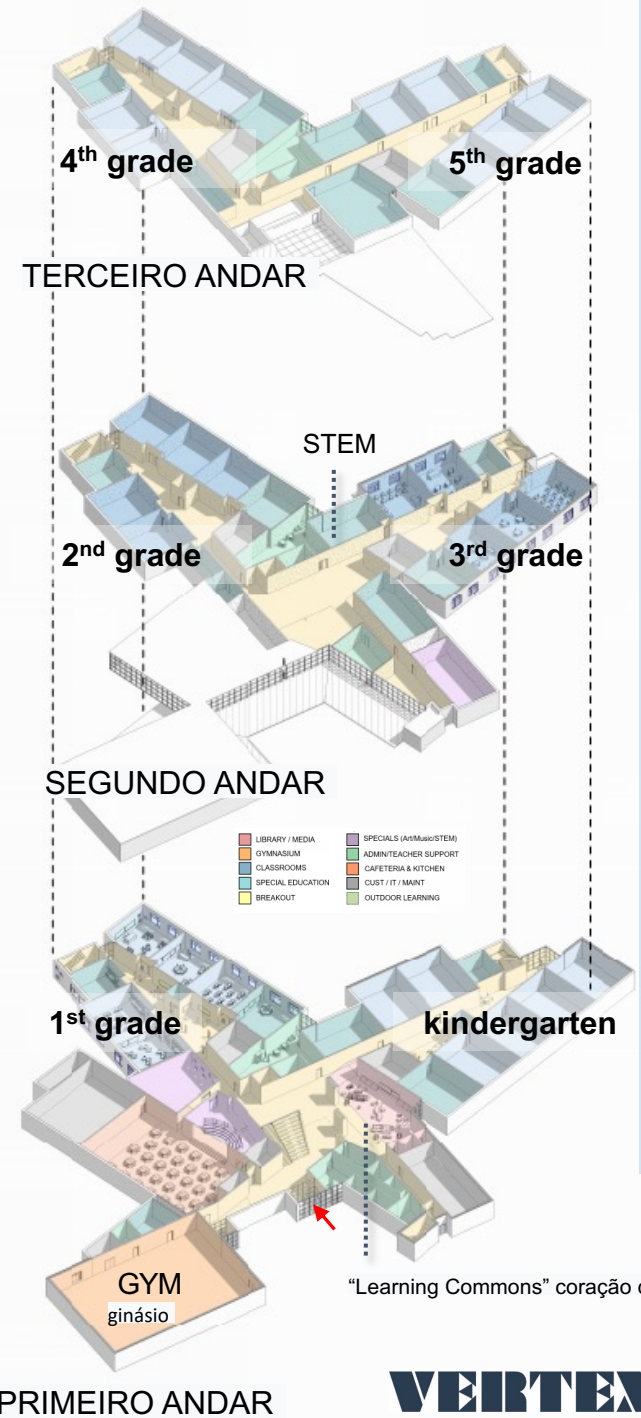 4th grade
5th grade
TERCEIRO ANDAR
STEM
2nd grade
3rd grade
SEGUNDO ANDAR
LIBRARY / MEDIA
GYMNASIUM
CLASSROOMS
SPECIAL EDUCATION
BREAKOUT
SPECIALS (Art/Music/STEM)
ADMIN/TEACHER SUPPORT
CAFETERIA & KITCHEN
CUST / IT / MAINT
OUTDOOR LEARNING
1st grade
kindergarten
GYM
ginásio
“Learning Commons” coração
PRIMEIRO ANDAR
VERTEX